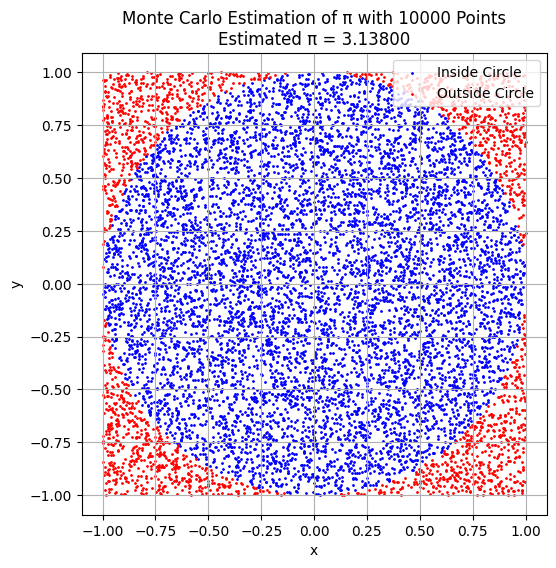 Monte Carlo Estimation of π with 10000 Points
Estimated π = 3.13800
Inside Circle
Outside Circle
1.00
0.75
0.50
0.25
0.00
−0.25
−0.50
−0.75
−1.00
y
−1.00 −0.75 −0.50 −0.25 0.00 0.25 0.50 0.75 1.00
x